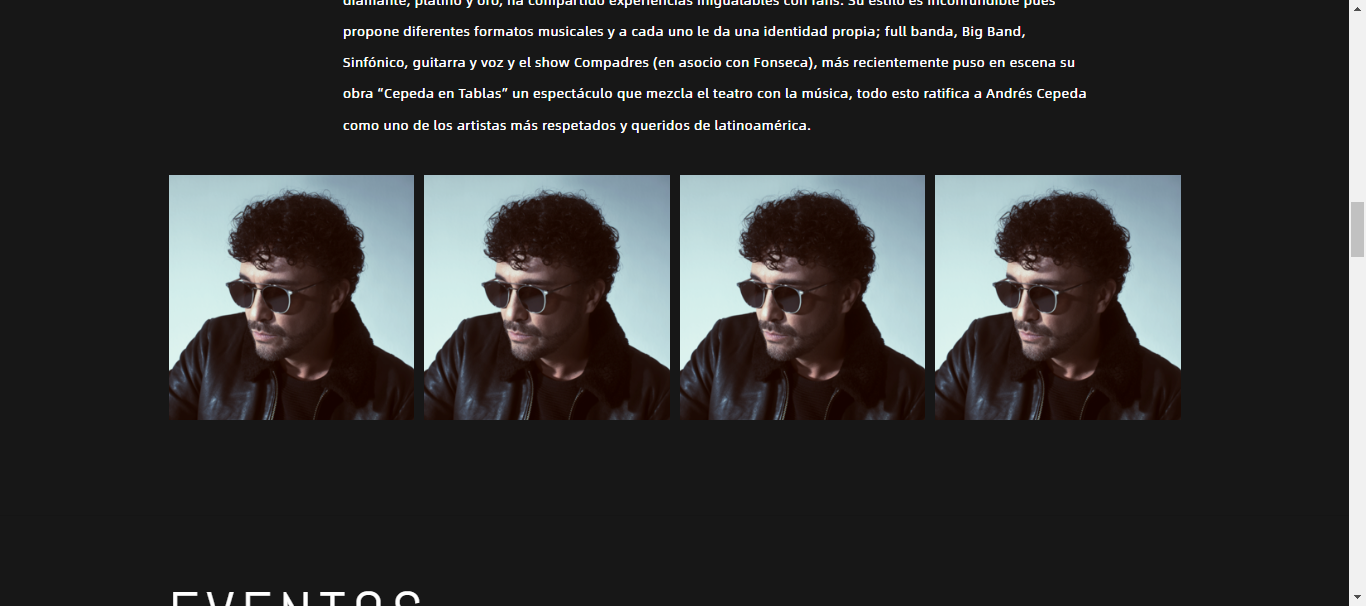 diamante, platino y oro, ha compartido experiencias inigualables con fans. Su estilo es inconfundible pues
propone diferentes formatos musicales y a cada uno le da una identidad propia; full banda, Big Band,
Sinfónico, guitarra y voz y el show Compadres (en asocio con Fonseca), más recientemente puso en escena su
obra “Cepeda en Tablas” un espectáculo que mezcla el teatro con la música, todo esto ratifica a Andrés Cepeda
como uno de los artistas más respetados y queridos de latinoamérica.
EVENTOS